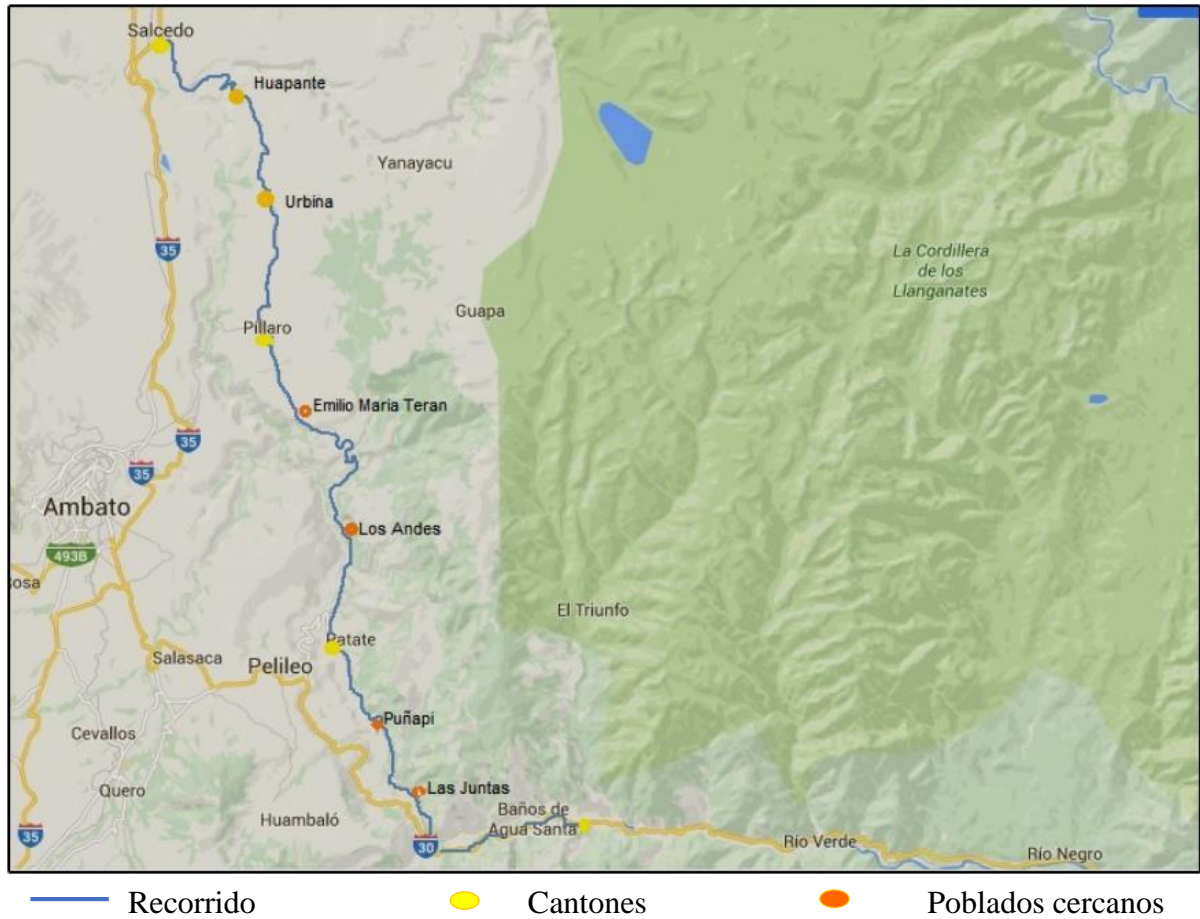 Salcedo
Huapante
Yanayacu
Urbina
35
La Cordillera
de los
Llanganates
Guapa
Píllaro
Emilio Maria Teran
35
35
Ambato
Los Andes
493B
osa
El Triunfo
Patate
Salasaca
Pelileo
Puñapi
Cevallos
Quero
Las Juntas
Baños de
Agua Santa
Huambaló
35
30
Río Verde
Río Negro
Recorrido Cantones Poblados cercanos